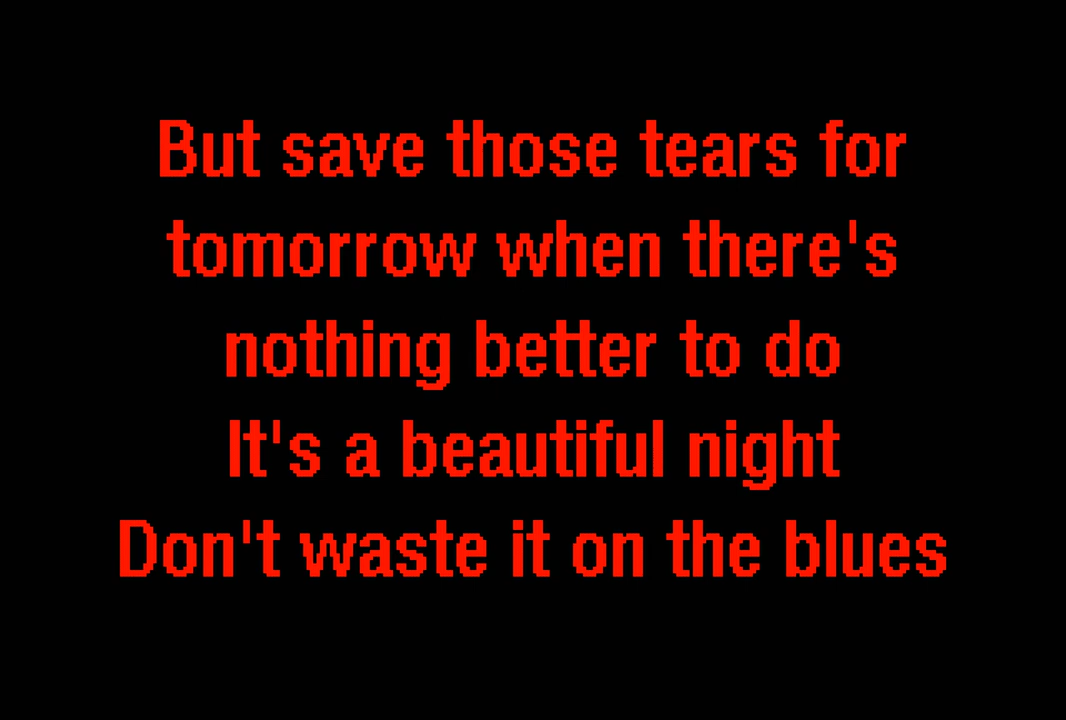 But save those tears for
tomorrow when there's
nothing better to do
It's a beautiful night
Don't waste it on the blues